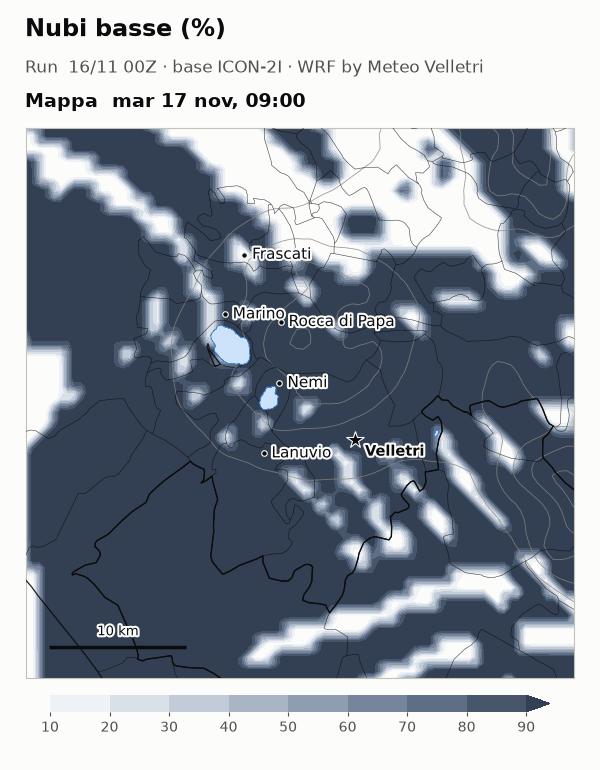 Nubi basse (%)
Run  16/11 00Z · base ICON-2I · WRF by Meteo Velletri
Mappa  mar 17 nov, 09:00
Frascati
Marino
Rocca di Papa
Nemi
Velletri
Lanuvio
10 km
10 20 30 40 50 60 70 80 90